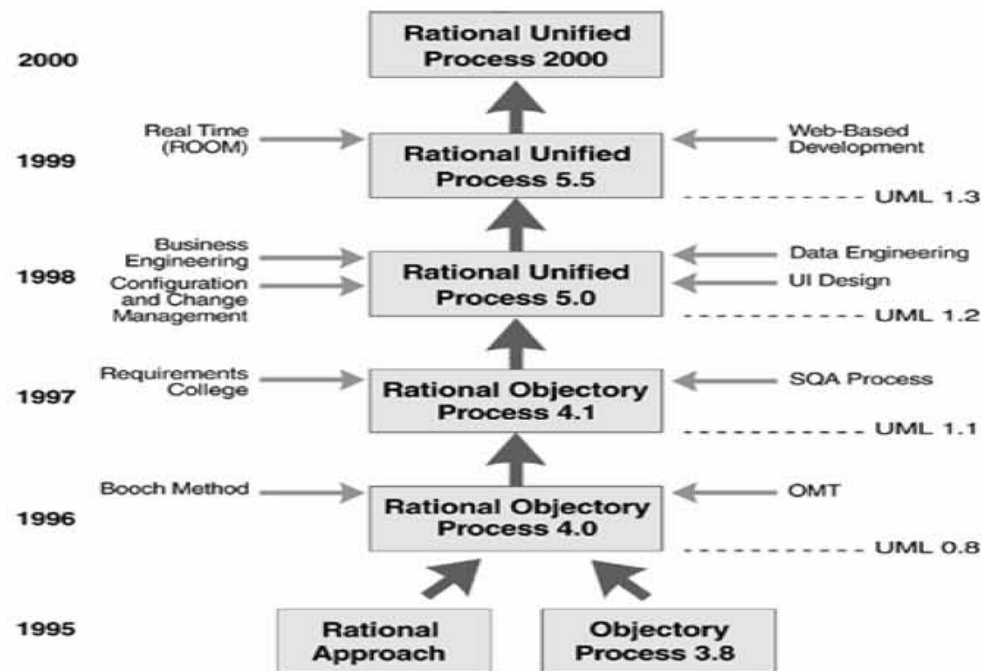 2000
Rational Unified
Process 2000
Real Time
(ROOM)
1999
Rational Unified
Process 5.5
Web-Based
Development
UML 1.3
Business
Engineering
1998
Configuration
and Change
Management
Rational Unified
Process 5.0
Data Engineering
UI Design
UML 1.2
Requirements
College
1997
Rational Objectory
Process 4.1
SQA Process
UML 1.1
Booch Method
1996
Rational Objectory
Process 4.0
OMT
UML 0.8
1995
Rational
Approach
Objectory
Process 3.8